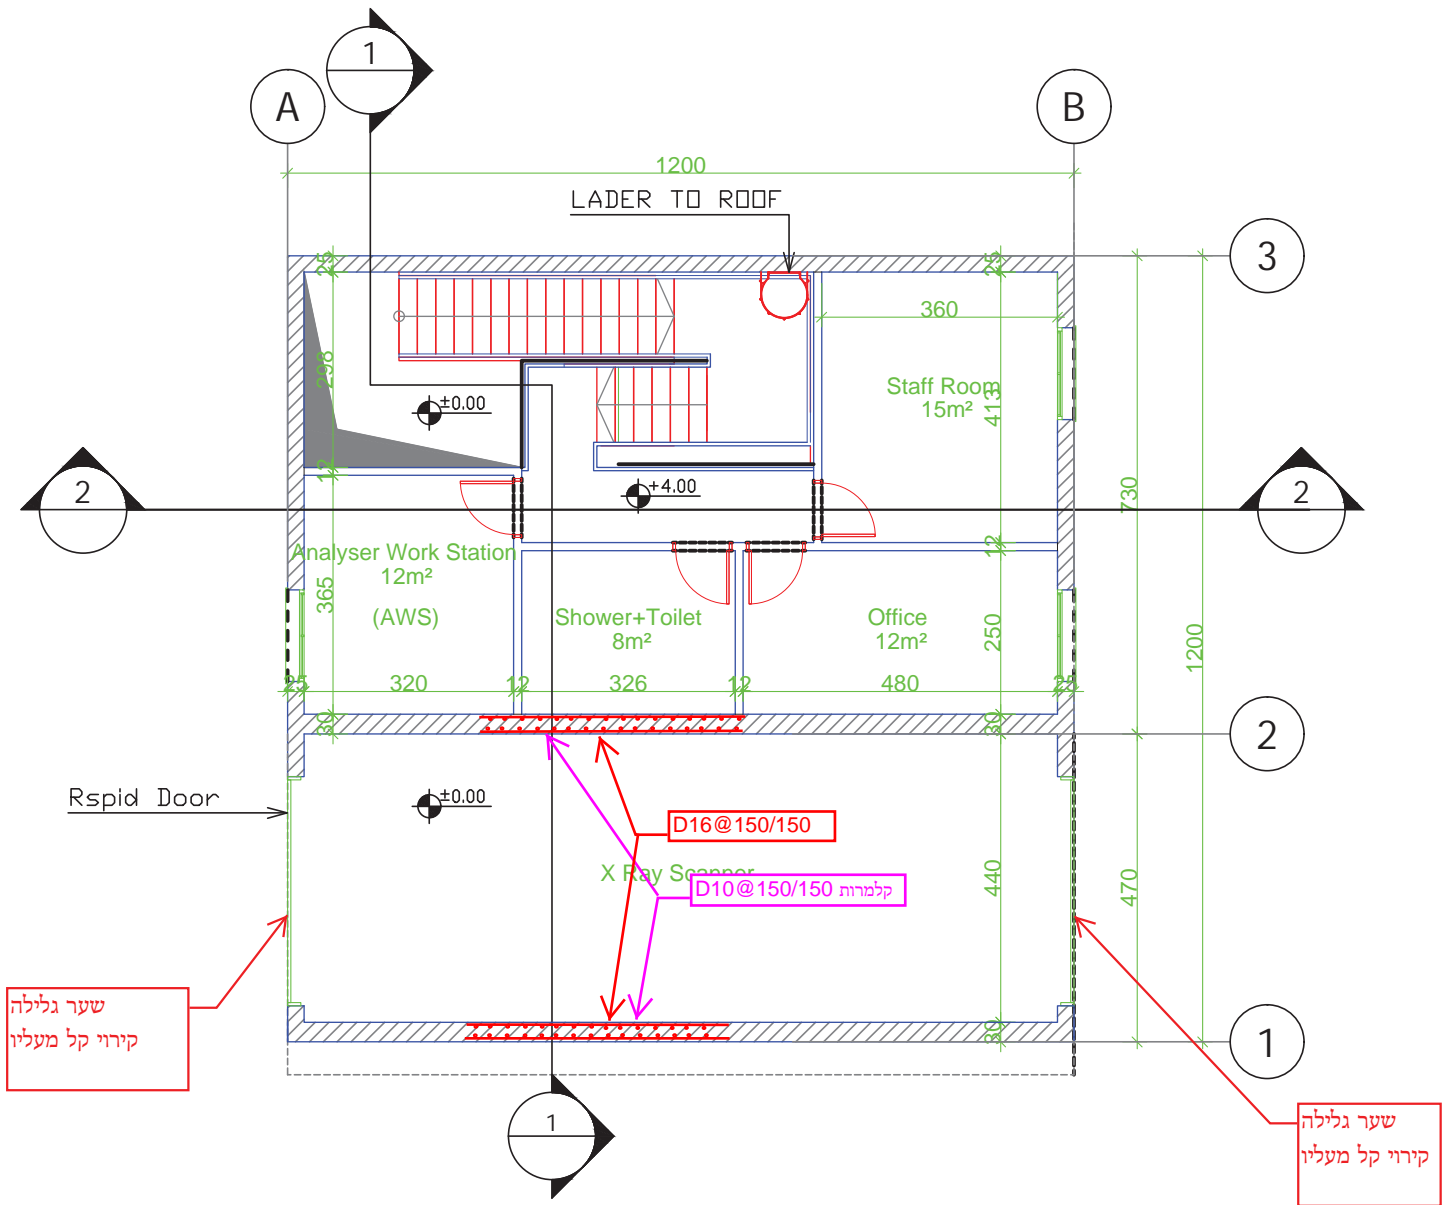 1
A
B
1200
LADER TO ROOF
3
25
25
360
298
Staff Room
413
15m²
±0.00
12
2
+4.00
2
730
Analyser Work Station
12
12m²
365
(AWS)
Shower+Toilet
8m²
Office
12m²
250
1200
25
320
12
326
12
480
25
30
30
2
Rspid Door
±0.00
D16@150/150
X Ray Scanner
D10@150/150 קלמרות
440
470
שער גלילה
קירוי קל מעליו
30
1
1
שער גלילה
קירוי קל מעליו